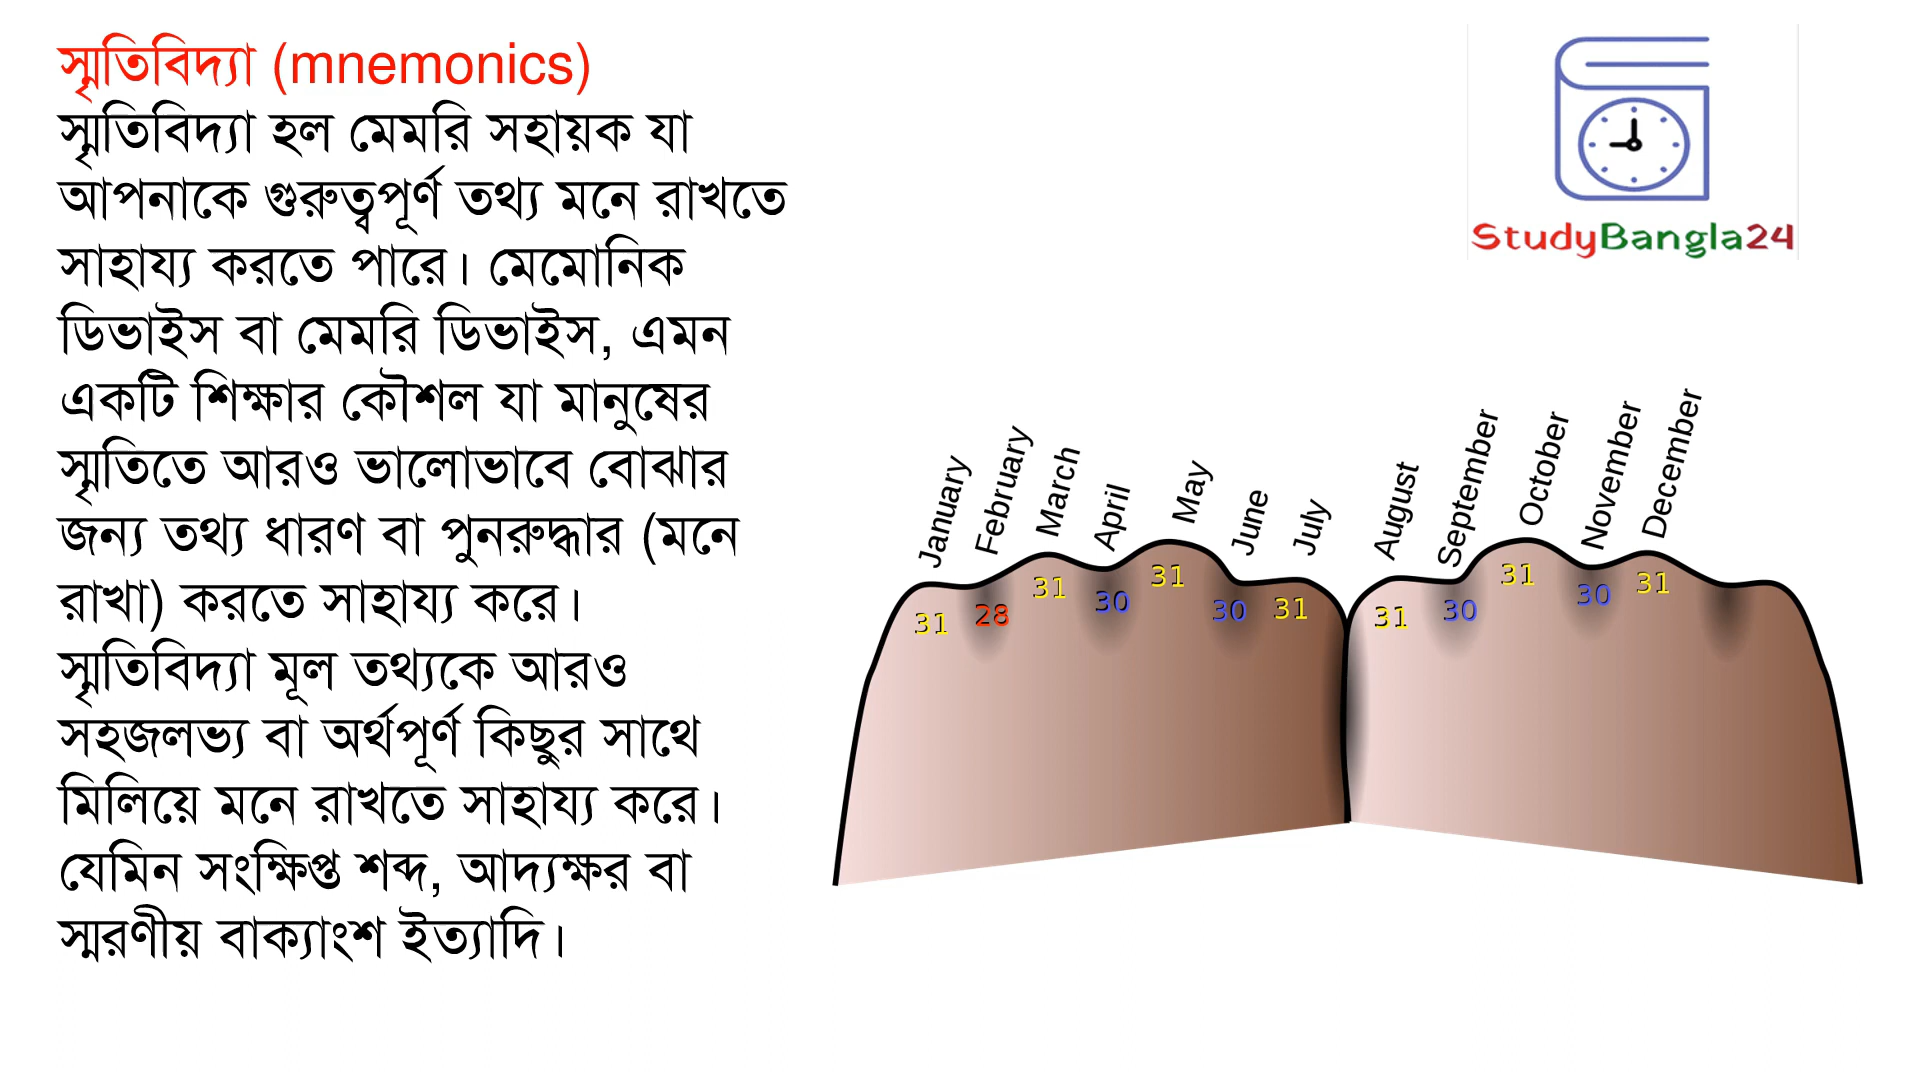 স্মৃতিবিদ্যা (mnemonics)
স্মৃতিবিদ্যা হল মেমরি সহায়ক যা
আপনাকে গুরুত্বপূর্ণ তথ্য মনে রাখতে
সাহায্য করতে পারে। মেমোনিক
ডিভাইস বা মেমরি ডিভাইস, এমন
একটি শিক্ষার কৌশল যা মানুষের
স্মৃতিতে আরও ভালোভাবে বোঝার
জন্য তথ্য ধারণ বা পুনরুদ্ধার (মনে
রাখা) করতে সাহায্য করে।
স্মৃতিবিদ্যা মূল তথ্যকে আরও
সহজলভ্য বা অর্থপূর্ণ কিছুর সাথে
মিলিয়ে মনে রাখতে সাহায্য করে।
যেমিন সংক্ষিপ্ত শব্দ, আদ্যক্ষর বা
স্মরণীয় বাক্যাংশ ইত্যাদি।
StudyBangla24
January February March April May June July August September October November December
31 28 31 30 31 30 31 31 30 31 30 31